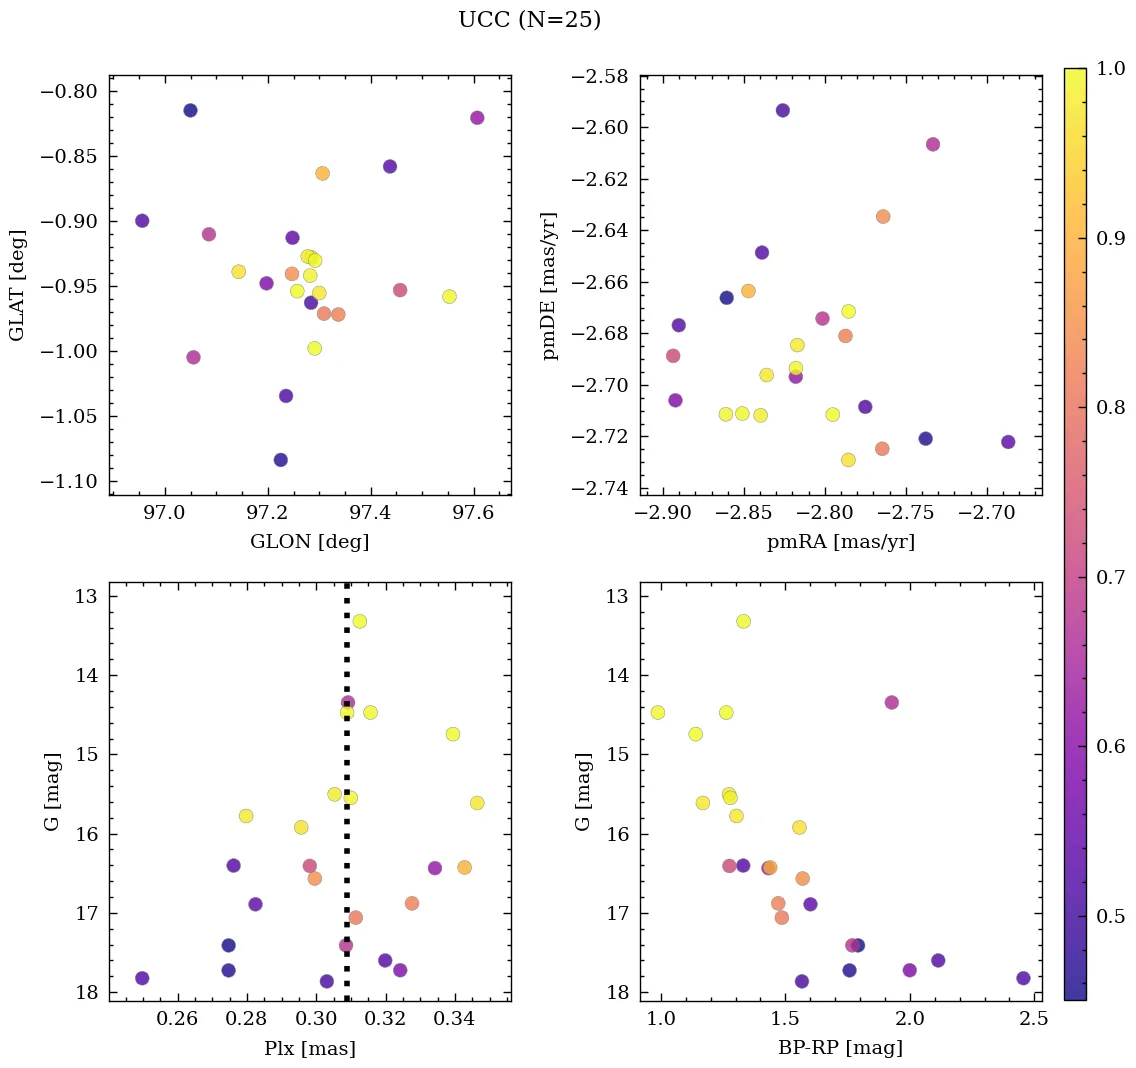 UCC (N=25)
−0.80
−0.85
−0.90
−0.95
−1.00
−1.05
−1.10
GLAT [deg]
97.0 97.2 97.4 97.6
GLON [deg]
−2.58
−2.60
−2.62
−2.64
−2.66
−2.68
−2.70
−2.72
−2.74
pmDE [mas/yr]
−2.90 −2.85 −2.80 −2.75 −2.70
pmRA [mas/yr]
13
14
15
16
17
18
G [mag]
0.26 0.28 0.30 0.32 0.34
Plx [mas]
13
14
15
16
17
18
G [mag]
1.0 1.5 2.0 2.5
BP-RP [mag]
1.0
0.9
0.8
0.7
0.6
0.5